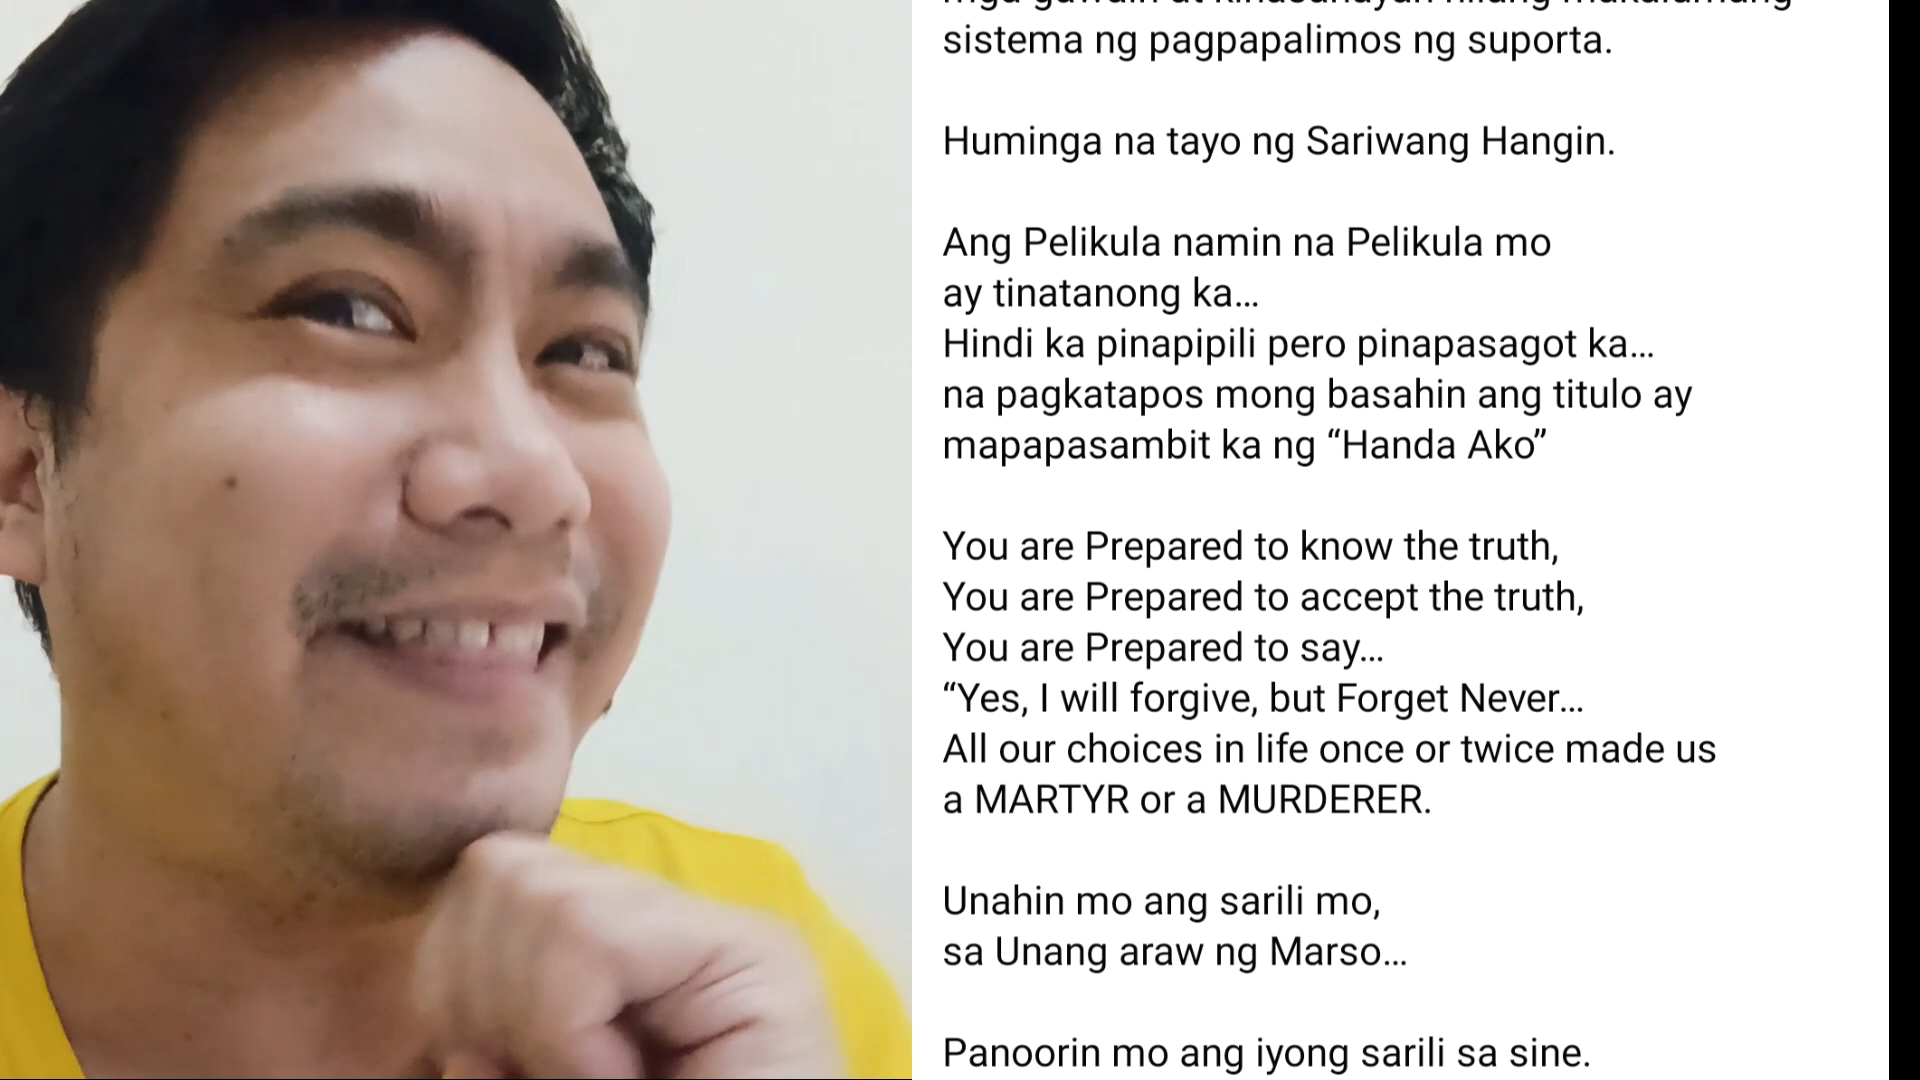 sistema ng pagpapalimos ng suporta.
Huminga na tayo ng Sariwang Hangin.
Ang Pelikula namin na Pelikula mo
ay tinatanong ka...
Hindi ka pinapipili pero pinapasagot ka...
na pagkatapos mong basahin ang titulo ay
mapapasambit ka ng “Handa Ako”
You are Prepared to know the truth,
You are Prepared to accept the truth,
You are Prepared to say...
“Yes, I will forgive, but Forget Never...
All our choices in life once or twice made us
a MARTYR or a MURDERER.
Unahin mo ang sarili mo,
sa Unang araw ng Marso...
Panoorin mo ang iyong sarili sa sine.